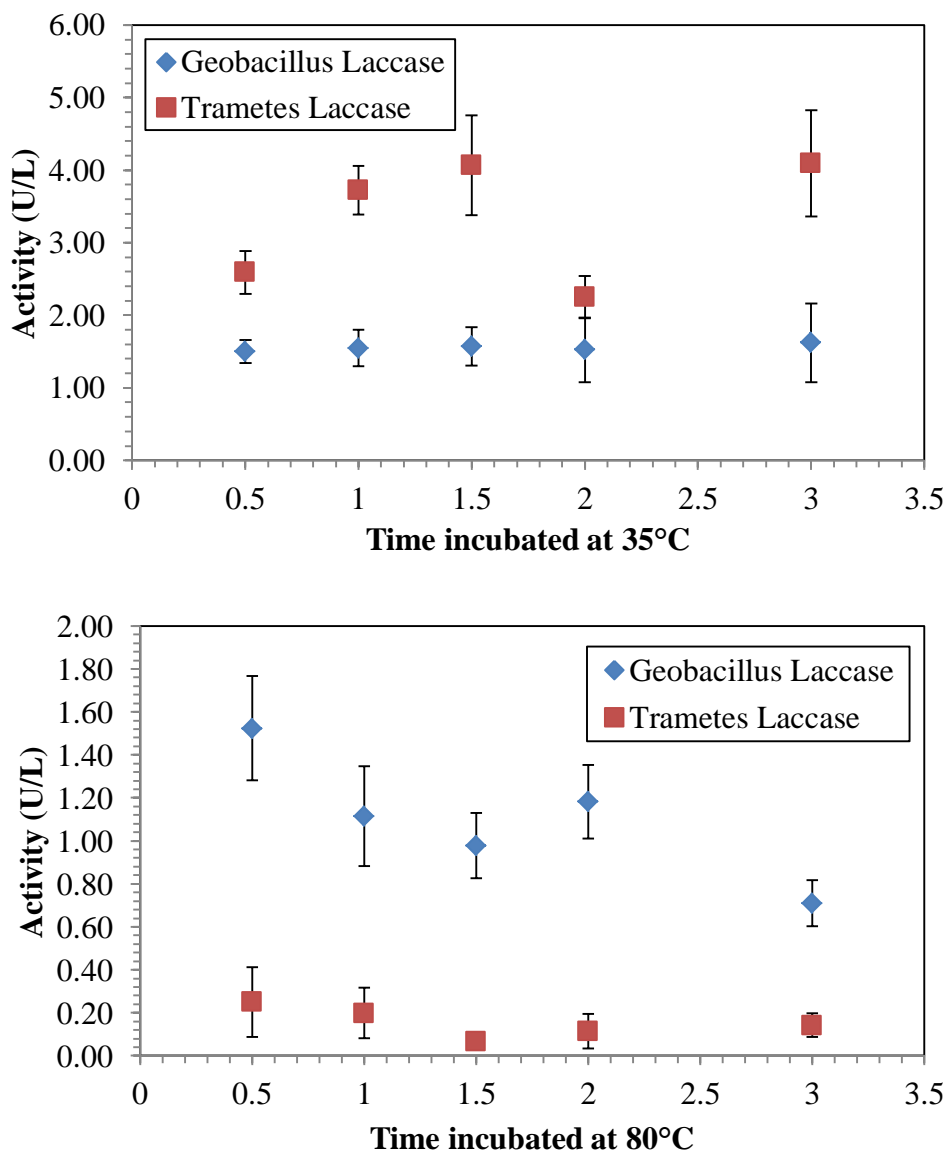 6.00
5.00
4.00
3.00
2.00
1.00
0.00
Activity (U/L)
Geobacillus Laccase
Trametes Laccase
0 0.5 1 1.5 2 2.5 3 3.5
Time incubated at 35°C
2.00
1.80
1.60
1.40
1.20
1.00
0.80
0.60
0.40
0.20
0.00
Activity (U/L)
Geobacillus Laccase
Trametes Laccase
0 0.5 1 1.5 2 2.5 3 3.5
Time incubated at 80°C